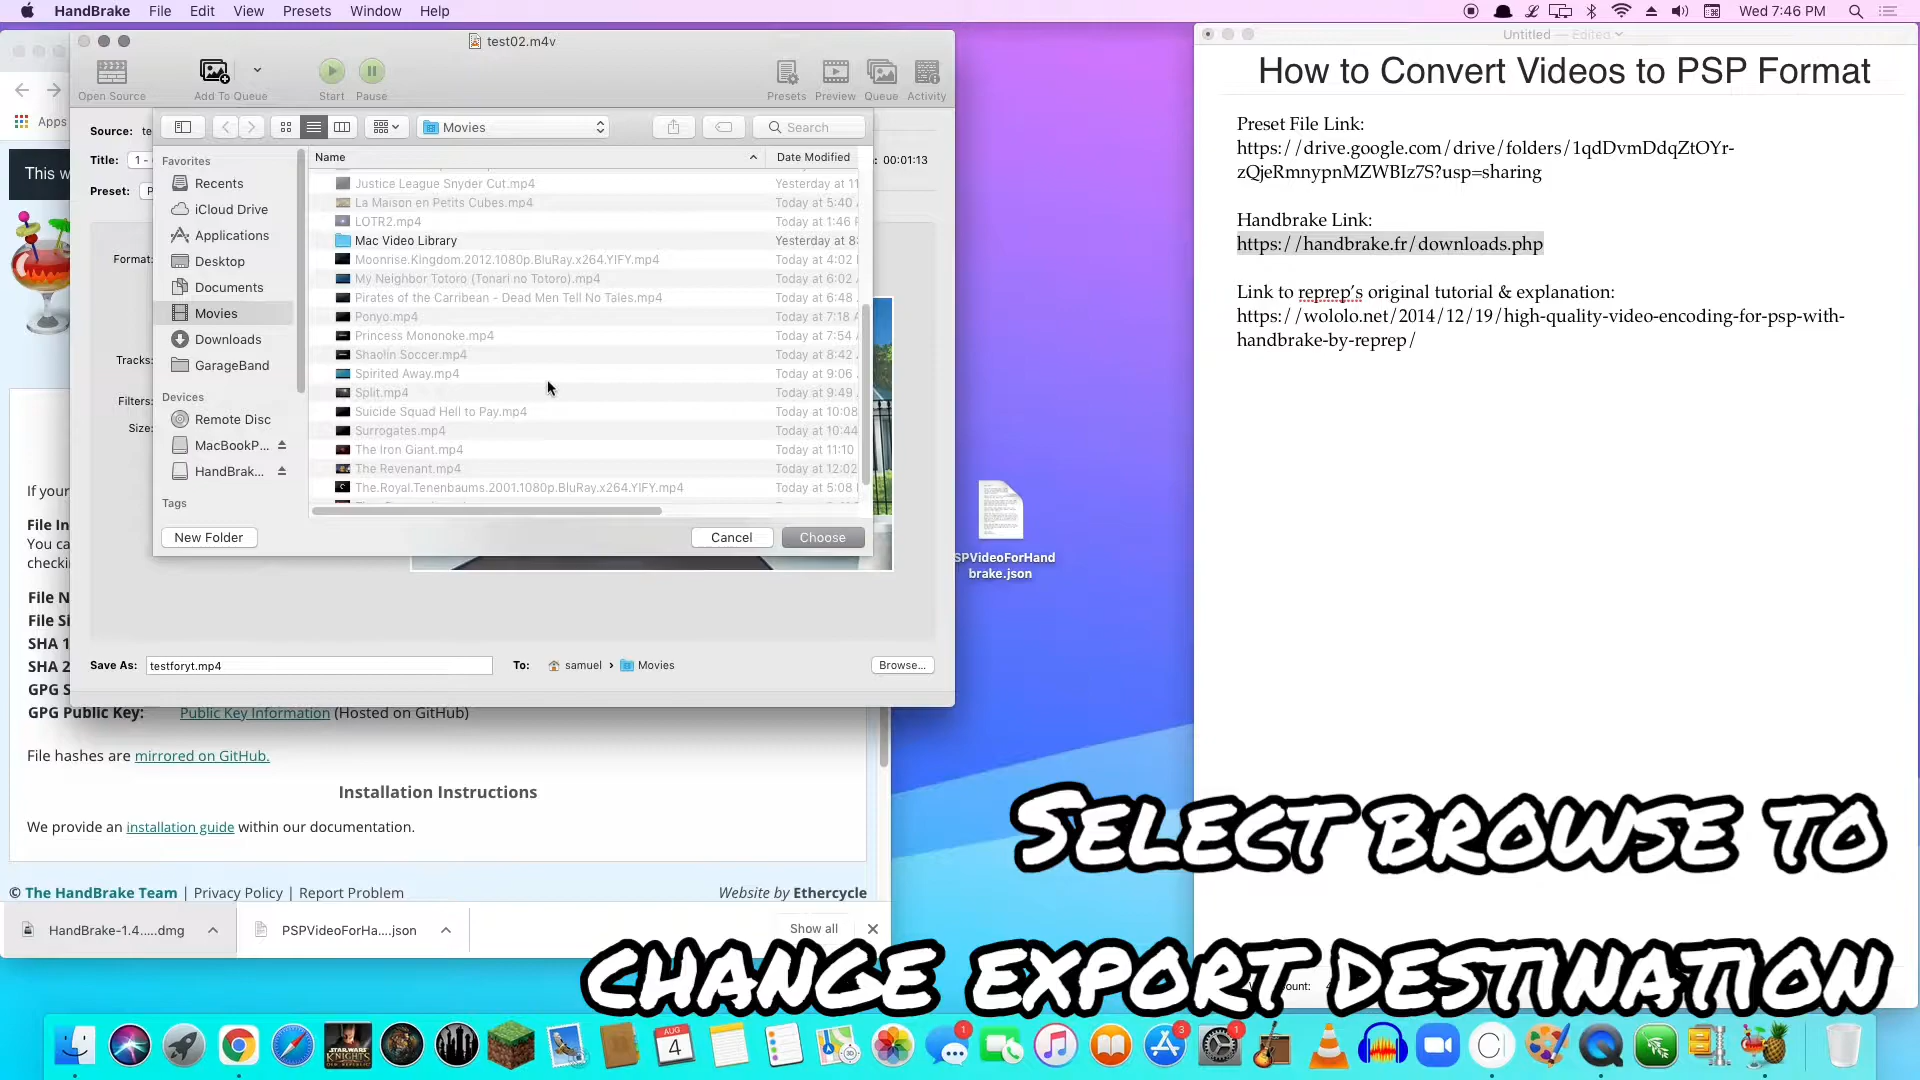 HandBrake File Edit View Presets Window Help
Wed 7:46 PM
test02.m4v
Open Source
Add To Queue
Start
Pause
Presets
Preview
Queue
Activity
Apps
Source: te
00:01:13
Title: 1 -
Preset: P
This w
Movies
Search
Favorites
Recents
iCloud Drive
Applications
Desktop
Documents
Movies
Downloads
GarageBand
Devices
Remote Disc
MacBookP...
HandBrak...
Tags
Name
Date Modified
Justice League Snyder Cut.mp4 Yesterday at 11
La Maison en Petits Cubes.mp4 Today at 5:40
LOTR2.mp4 Today at 1:46
Mac Video Library Yesterday at 8:
Moonrise.Kingdom.2012.1080p.BluRay.x264.YIFY.mp4 Today at 4:02
My Neighbor Totoro (Tonari no Totoro).mp4 Today at 6:02
Pirates of the Carribean - Dead Men Tell No Tales.mp4 Today at 6:48
Ponyo.mp4 Today at 7:18
Princess Mononoke.mp4 Today at 7:54
Shaolin Soccer.mp4 Today at 8:42
Spirited Away.mp4 Today at 9:06
Split.mp4 Today at 9:49
Suicide Squad Hell to Pay.mp4 Today at 10:08
Surrogates.mp4 Today at 10:44
The Iron Giant.mp4 Today at 11:10
The Revenant.mp4 Today at 12:02
The.Royal.Tenenbaums.2001.1080p.BluRay.x264.YIFY.mp4 Today at 5:08
New Folder
Cancel
Choose
Format:
Tracks:
Filters:
Size:
Save As: testforyt.mp4
To: samuel › Movies
Browse...
If your
File In
You ca
checki
File N
File Si
SHA 1
SHA 2
GPG S
GPG Public Key: Public Key Information (Hosted on GitHub)
File hashes are mirrored on GitHub.
Installation Instructions
We provide an installation guide within our documentation.
© The HandBrake Team | Privacy Policy | Report Problem
Website by Ethercycle
HandBrake-1.4.....dmg
PSPVideoForHa....json
Show all
SPVideoForHand
brake.json
Untitled — Edited
How to Convert Videos to PSP Format
Preset File Link:
https://drive.google.com/drive/folders/1qdDvmDdqZtOYr-
zQjeRmnypnMZWBIz7S?usp=sharing
Handbrake Link:
https://handbrake.fr/downloads.php
Link to reprep's original tutorial & explanation:
https://wololo.net/2014/12/19/high-quality-video-encoding-for-psp-with-
handbrake-by-reprep/
Select browse to
change export destination
AUG
4
1
3
1